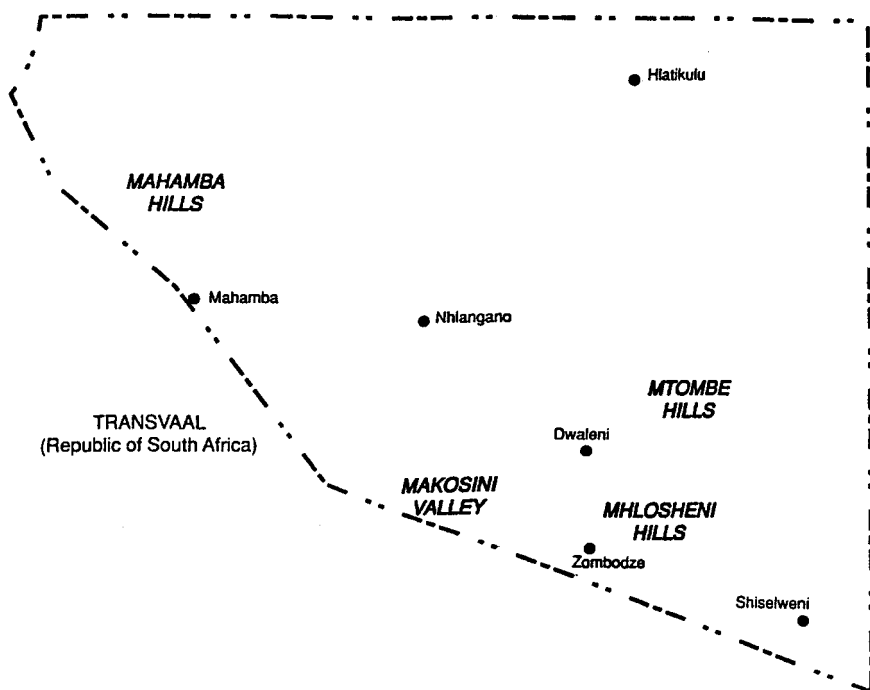 Hlatikulu
MAHAMBA
HILLS
Mahamba
Nhlangano
MTOMBE
HILLS
TRANSVAAL
(Republic of South Africa)
Dwaleni
MAKOSINI
VALLEY
MHLOSHENI
HILLS
Zombodze
Shiselweni